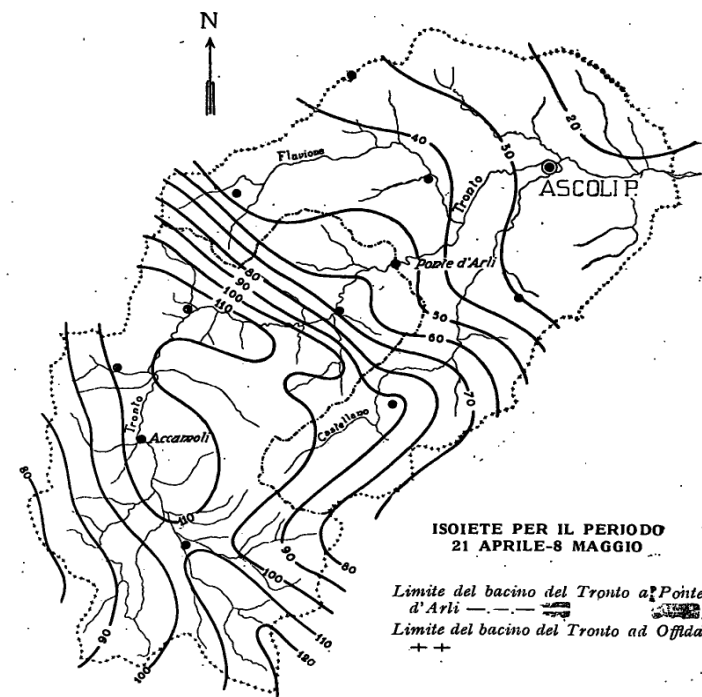 N
20
30
40
Flavione
Tronto
ASCOLI P.
Ponte d'Arli
80
90
100
110
50
60
70
Tronto
Castellano
Accumoli
80
110
90
80
100
90
100
110
120
ISOIETE PER IL PERIODO
21 APRILE-8 MAGGIO
Limite del bacino del Tronto a Ponte
d'Arli
Limite del bacino del Tronto ad Offida